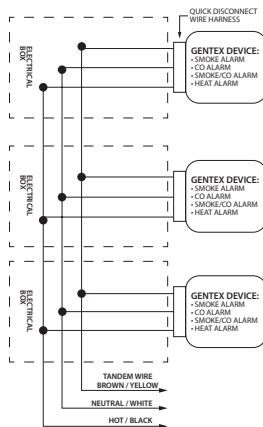 QUICK DISCONNECT
WIRE HARNESS
ELECTRICAL
BOX
GENTEX DEVICE:
• SMOKE ALARM
• CO ALARM
• SMOKE/CO ALARM
• HEAT ALARM
ELECTRICAL
BOX
GENTEX DEVICE:
• SMOKE ALARM
• CO ALARM
• SMOKE/CO ALARM
• HEAT ALARM
ELECTRICAL
BOX
GENTEX DEVICE:
• SMOKE ALARM
• CO ALARM
• SMOKE/CO ALARM
• HEAT ALARM
TANDEM WIRE
BROWN / YELLOW
NEUTRAL / WHITE
HOT / BLACK